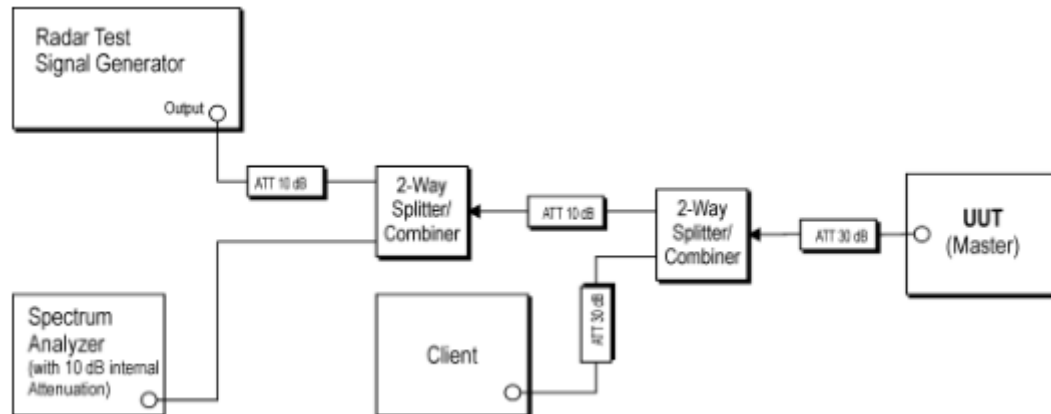 Radar Test
Signal Generator
Output
ATT 10 dB
2-Way
Splitter/
Combiner
ATT 10 dB
2-Way
Splitter/
Combiner
ATT 30 dB
UUT
(Master)
Spectrum
Analyzer
(with 10 dB internal
Attenuation)
Client
ATT 30 dB